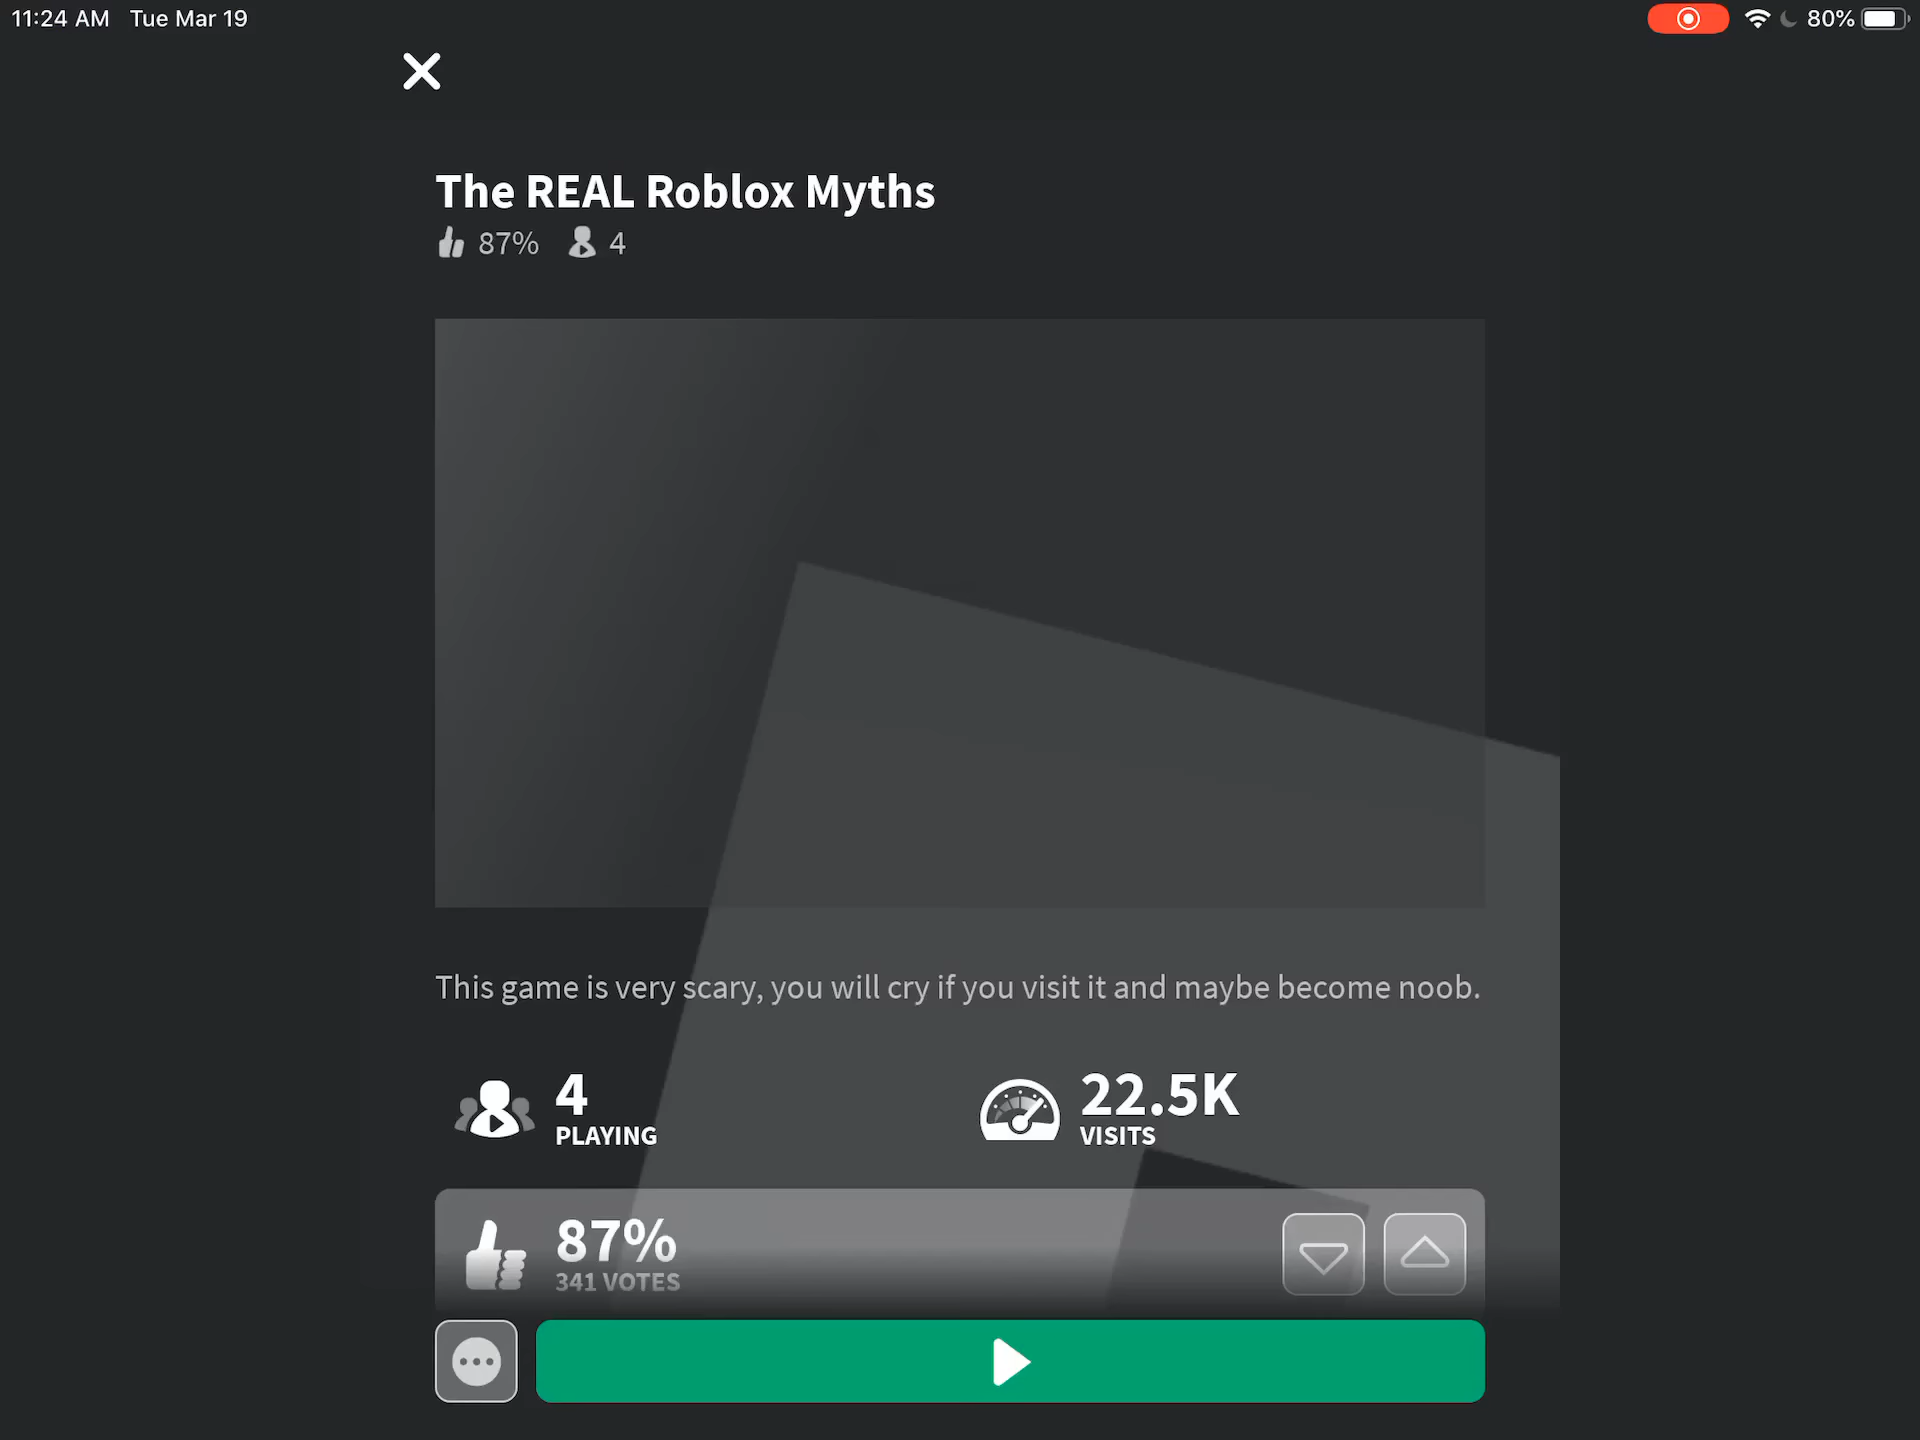 11:24 AM Tue Mar 19
80%
The REAL Roblox Myths
87% 4
This game is very scary, you will cry if you visit it and maybe become noob.
4
PLAYING
22.5K
VISITS
87%
341 VOTES